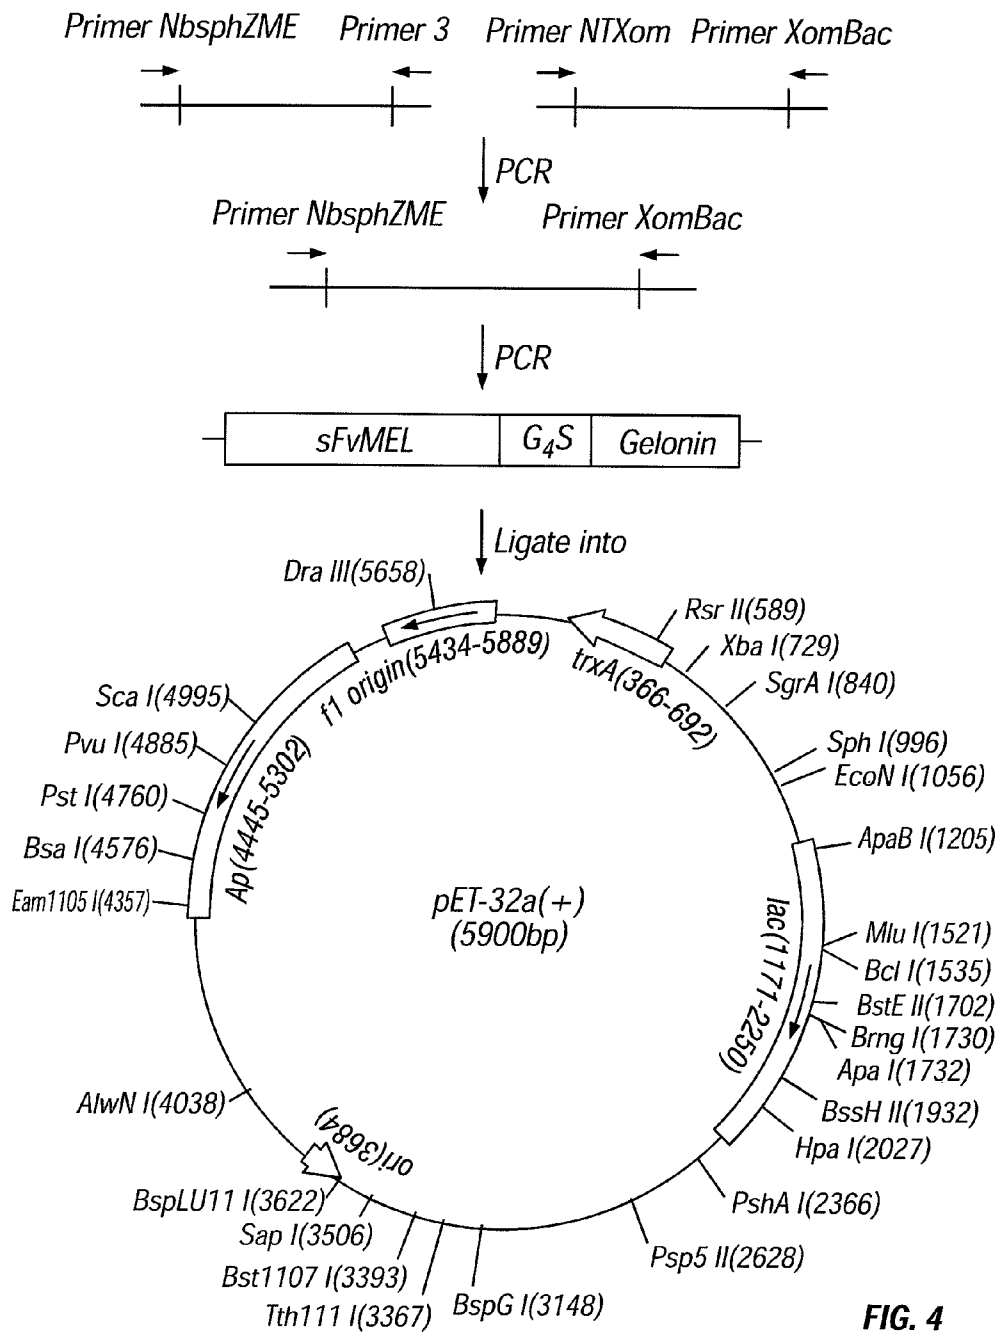 Primer NbsphZME Primer 3 Primer NTXom Primer XomBac
PCR
Primer NbsphZME Primer XomBac
PCR
sFvMEL G4S Gelonin
Ligate into
Dra III(5658)
f1 origin(5434-5889)
trxA(366-692)
Rsr II(589)
Xba I(729)
SgrA I(840)
Sph I(996)
EcoN I(1056)
ApaB I(1205)
lac(1171-2250)
Mlu I(1521)
Bcl I(1535)
BstE II(1702)
Brng I(1730)
Apa I(1732)
BssH II(1932)
Hpa I(2027)
PshA I(2366)
Psp5 II(2628)
BspG I(3148)
Tth111 I(3367)
Bst1107 I(3393)
Sap I(3506)
BspLU11 I(3622)
ori(3684)
AlwN I(4038)
Eam1105 I(4357)
Bsa I(4576)
Pst I(4760)
Pvu I(4885)
Sca I(4995)
Ap(4445-5302)
pET-32a(+)
(5900bp)
FIG. 4